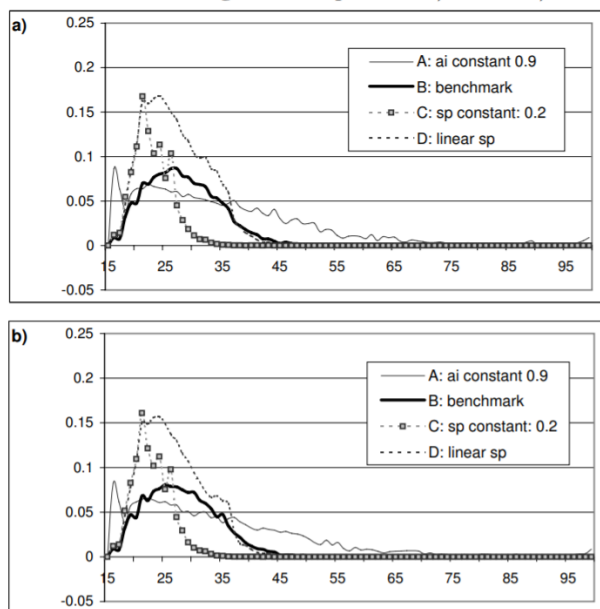 a)
0.25
0.2
0.15
0.1
0.05
0
-0.05
15 25 35 45 55 65 75 85 95
A: ai constant 0.9
B: benchmark
C: sp constant: 0.2
D: linear sp
b)
0.25
0.2
0.15
0.1
0.05
0
-0.05
15 25 35 45 55 65 75 85 95
A: ai constant 0.9
B: benchmark
C: sp constant: 0.2
D: linear sp